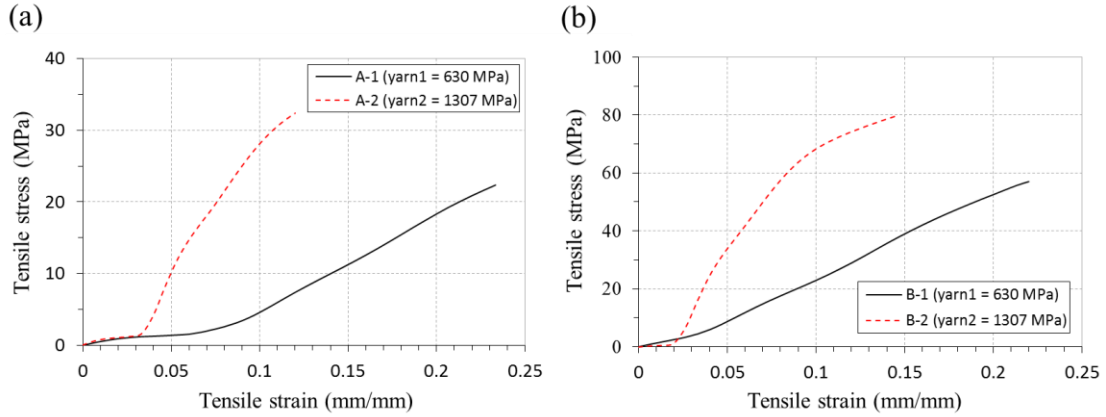 (a)
Tensile stress (MPa)
40
30
20
10
0
A-1 (yarn1 = 630 MPa)
A-2 (yarn2 = 1307 MPa)
0 0.05 0.1 0.15 0.2 0.25
Tensile strain (mm/mm)
(b)
Tensile stress (MPa)
100
80
60
40
20
0
B-1 (yarn1 = 630 MPa)
B-2 (yarn2 = 1307 MPa)
0 0.05 0.1 0.15 0.2 0.25
Tensile strain (mm/mm)